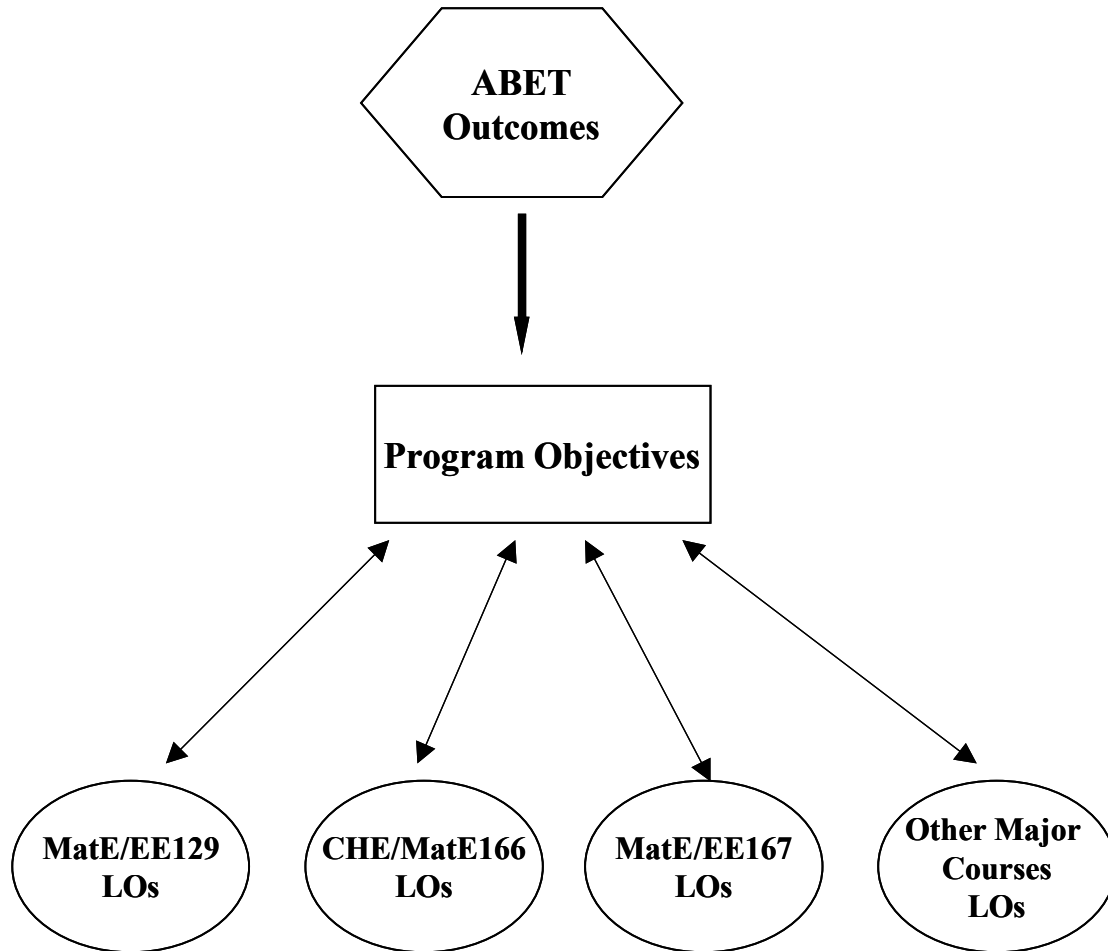 ABET
Outcomes
Program Objectives
MatE/EE129
LOs
CHE/MatE166
LOs
MatE/EE167
LOs
Other Major
Courses
LOs